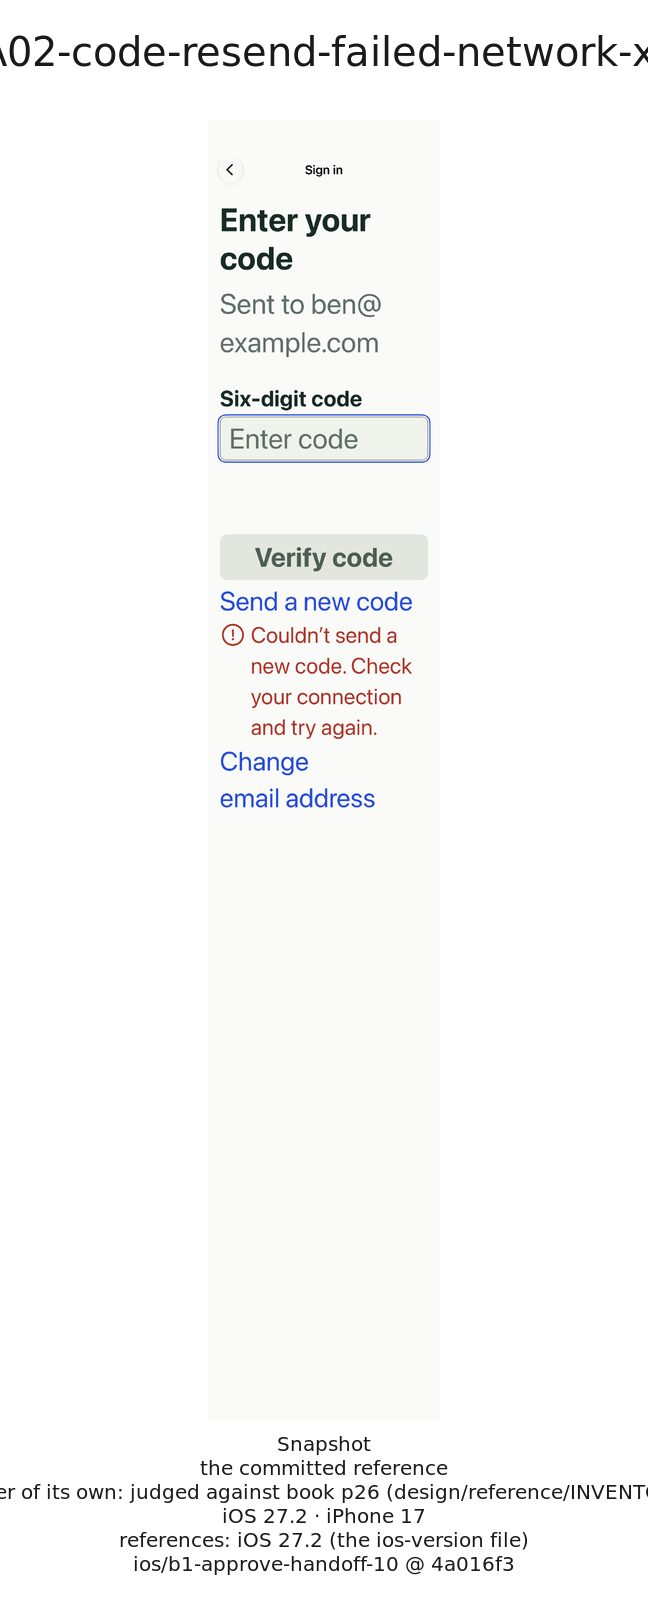 A02-code-resend-failed-network-x
Sign in
Enter your
code
Sent to ben@
example.com
Six-digit code
Enter code
Verify code
Send a new code
Couldn’t send a
new code. Check
your connection
and try again.
Change
email address
Snapshot
the committed reference
er of its own: judged against book p26 (design/reference/INVENTO
iOS 27.2 · iPhone 17
references: iOS 27.2 (the ios-version file)
ios/b1-approve-handoff-10 @ 4a016f3